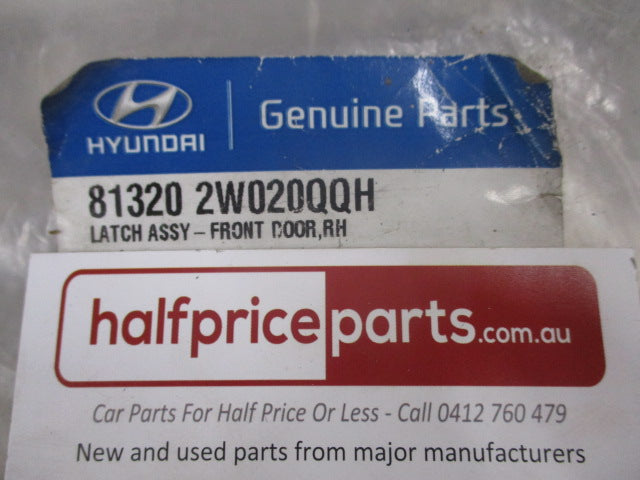 HYUNDAI
Genuine Parts
81320 2W020QQH
LATCH ASSY-FRONT DOOR,RH
halfpriceparts.com.au
Car Parts For Half Price Or Less - Call 0412 760 479
New and used parts from major manufacturers